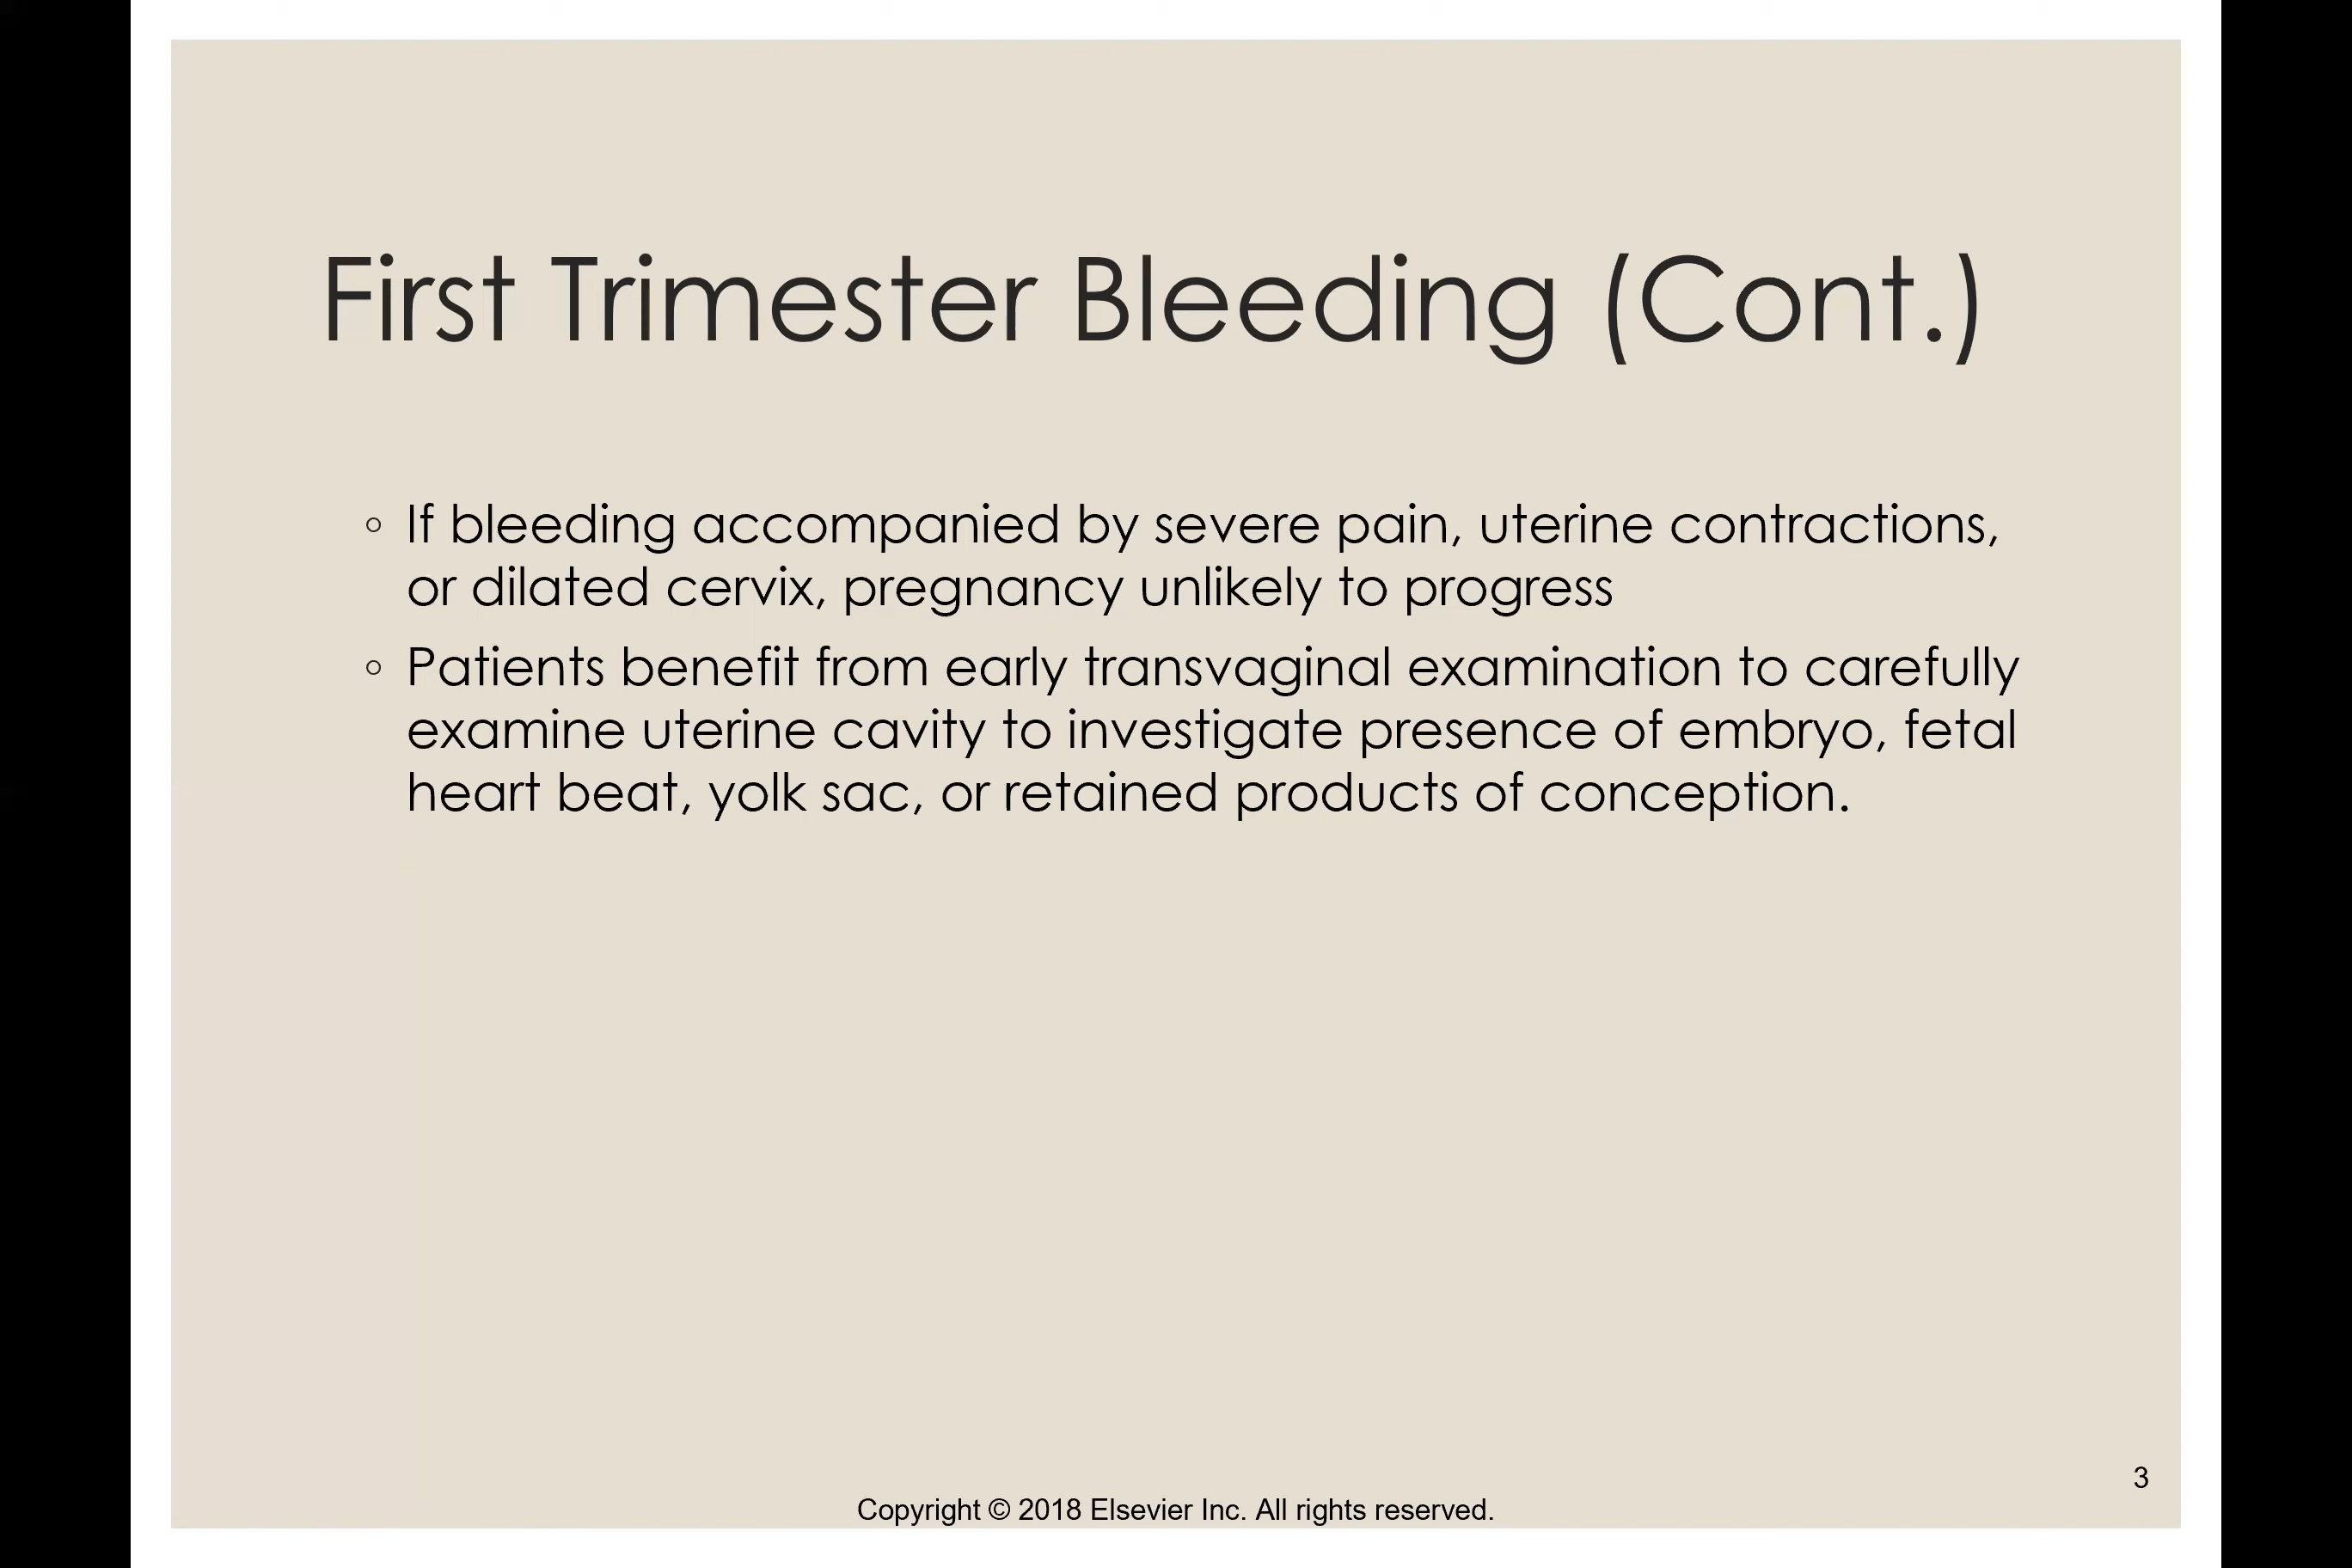 First Trimester Bleeding (Cont.)
◦ If bleeding accompanied by severe pain, uterine contractions,
or dilated cervix, pregnancy unlikely to progress
◦ Patients benefit from early transvaginal examination to carefully
examine uterine cavity to investigate presence of embryo, fetal
heart beat, yolk sac, or retained products of conception.
3
Copyright © 2018 Elsevier Inc. All rights reserved.